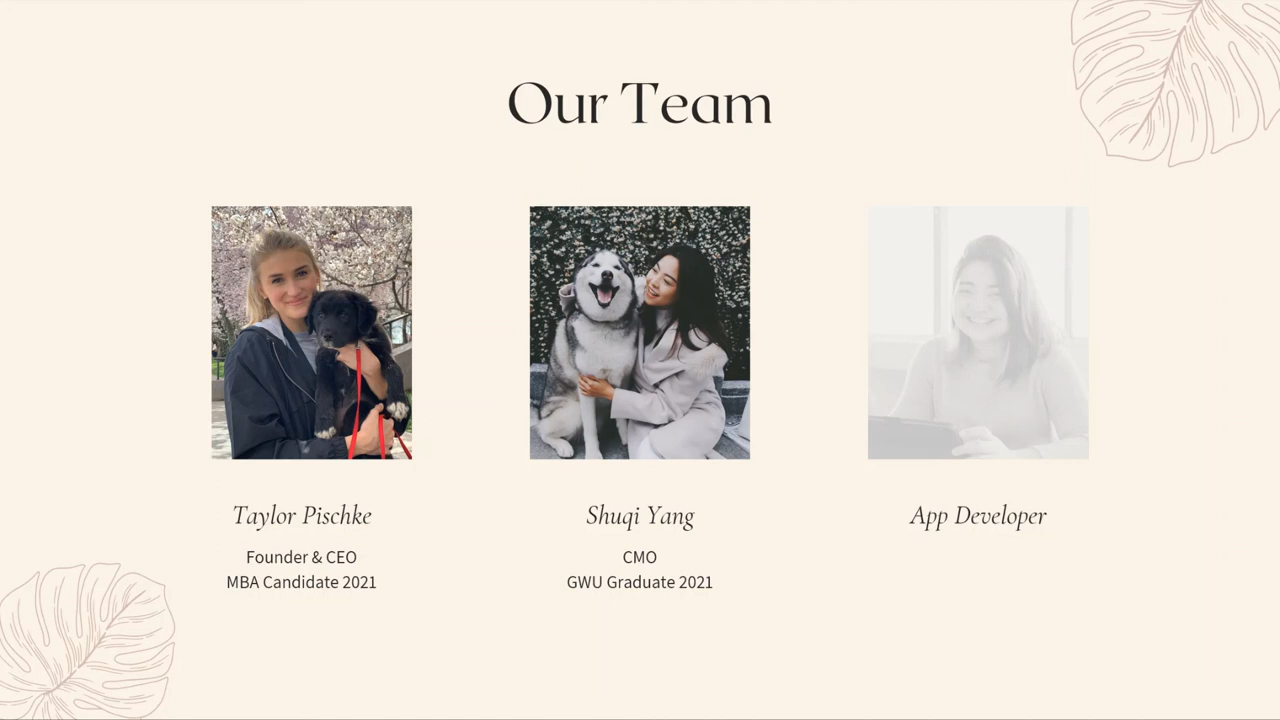 Our Team
Taylor Pischke
Founder & CEO
MBA Candidate 2021
Shuqi Yang
CMO
GWU Graduate 2021
App Developer